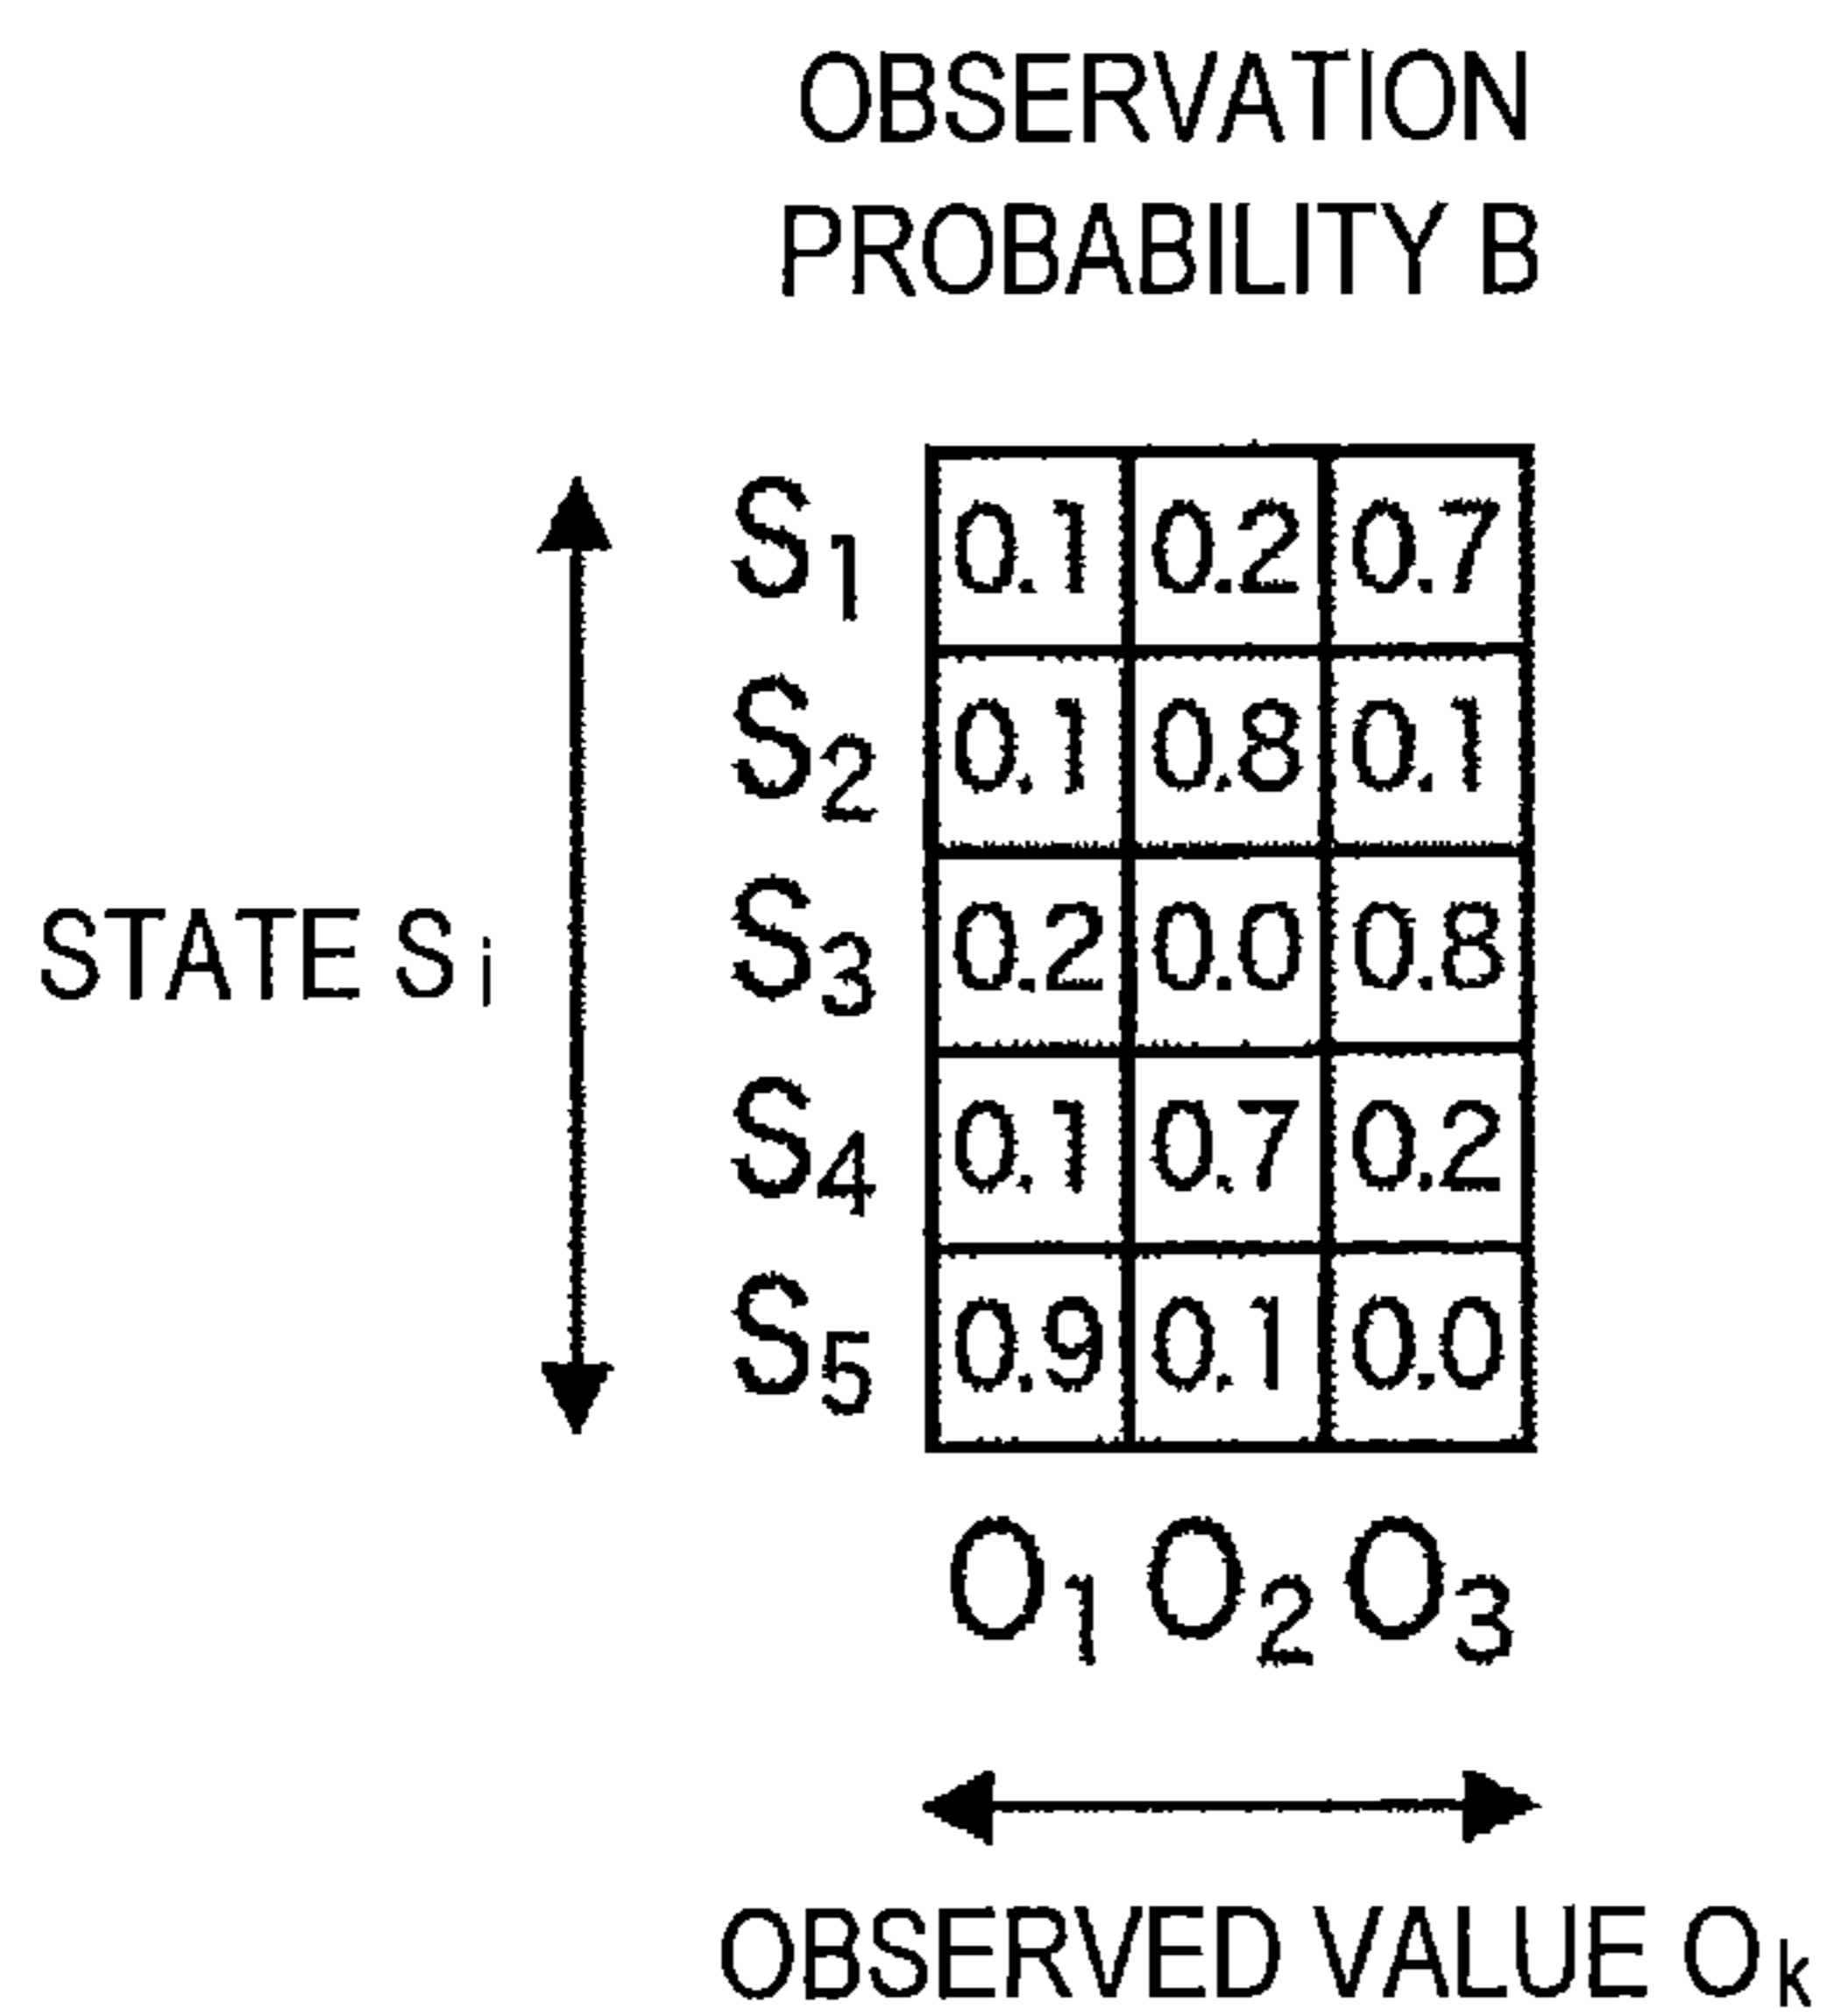 OBSERVATION
PROBABILITY B
S1 0.1 0.2 0.7
S2 0.1 0.8 0.1
STATE Si
S3 0.2 0.0 0.8
S4 0.1 0.7 0.2
S5 0.9 0.1 0.0
O1 O2 O3
OBSERVED VALUE Ok